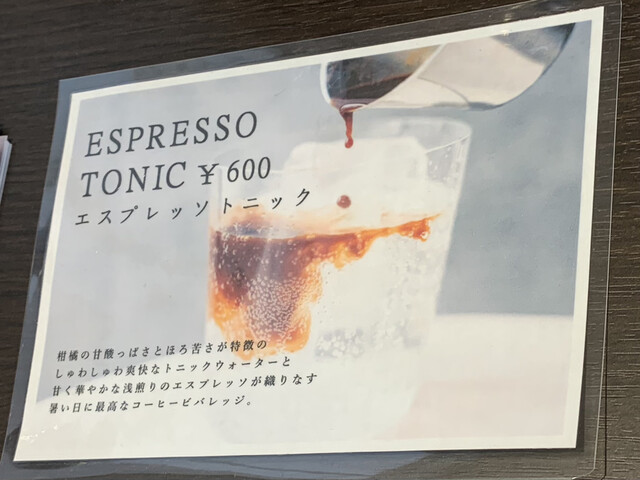 ESPRESSO
TONIC ¥600
エスプレッソトニック
柑橘の甘酸っぱさとほろ苦さが特徴の
しゅわしゅわ爽快なトニックウォーターと
甘く華やかな浅煎りのエスプレッソが織りなす
暑い日に最高なコーヒービバレッジ。